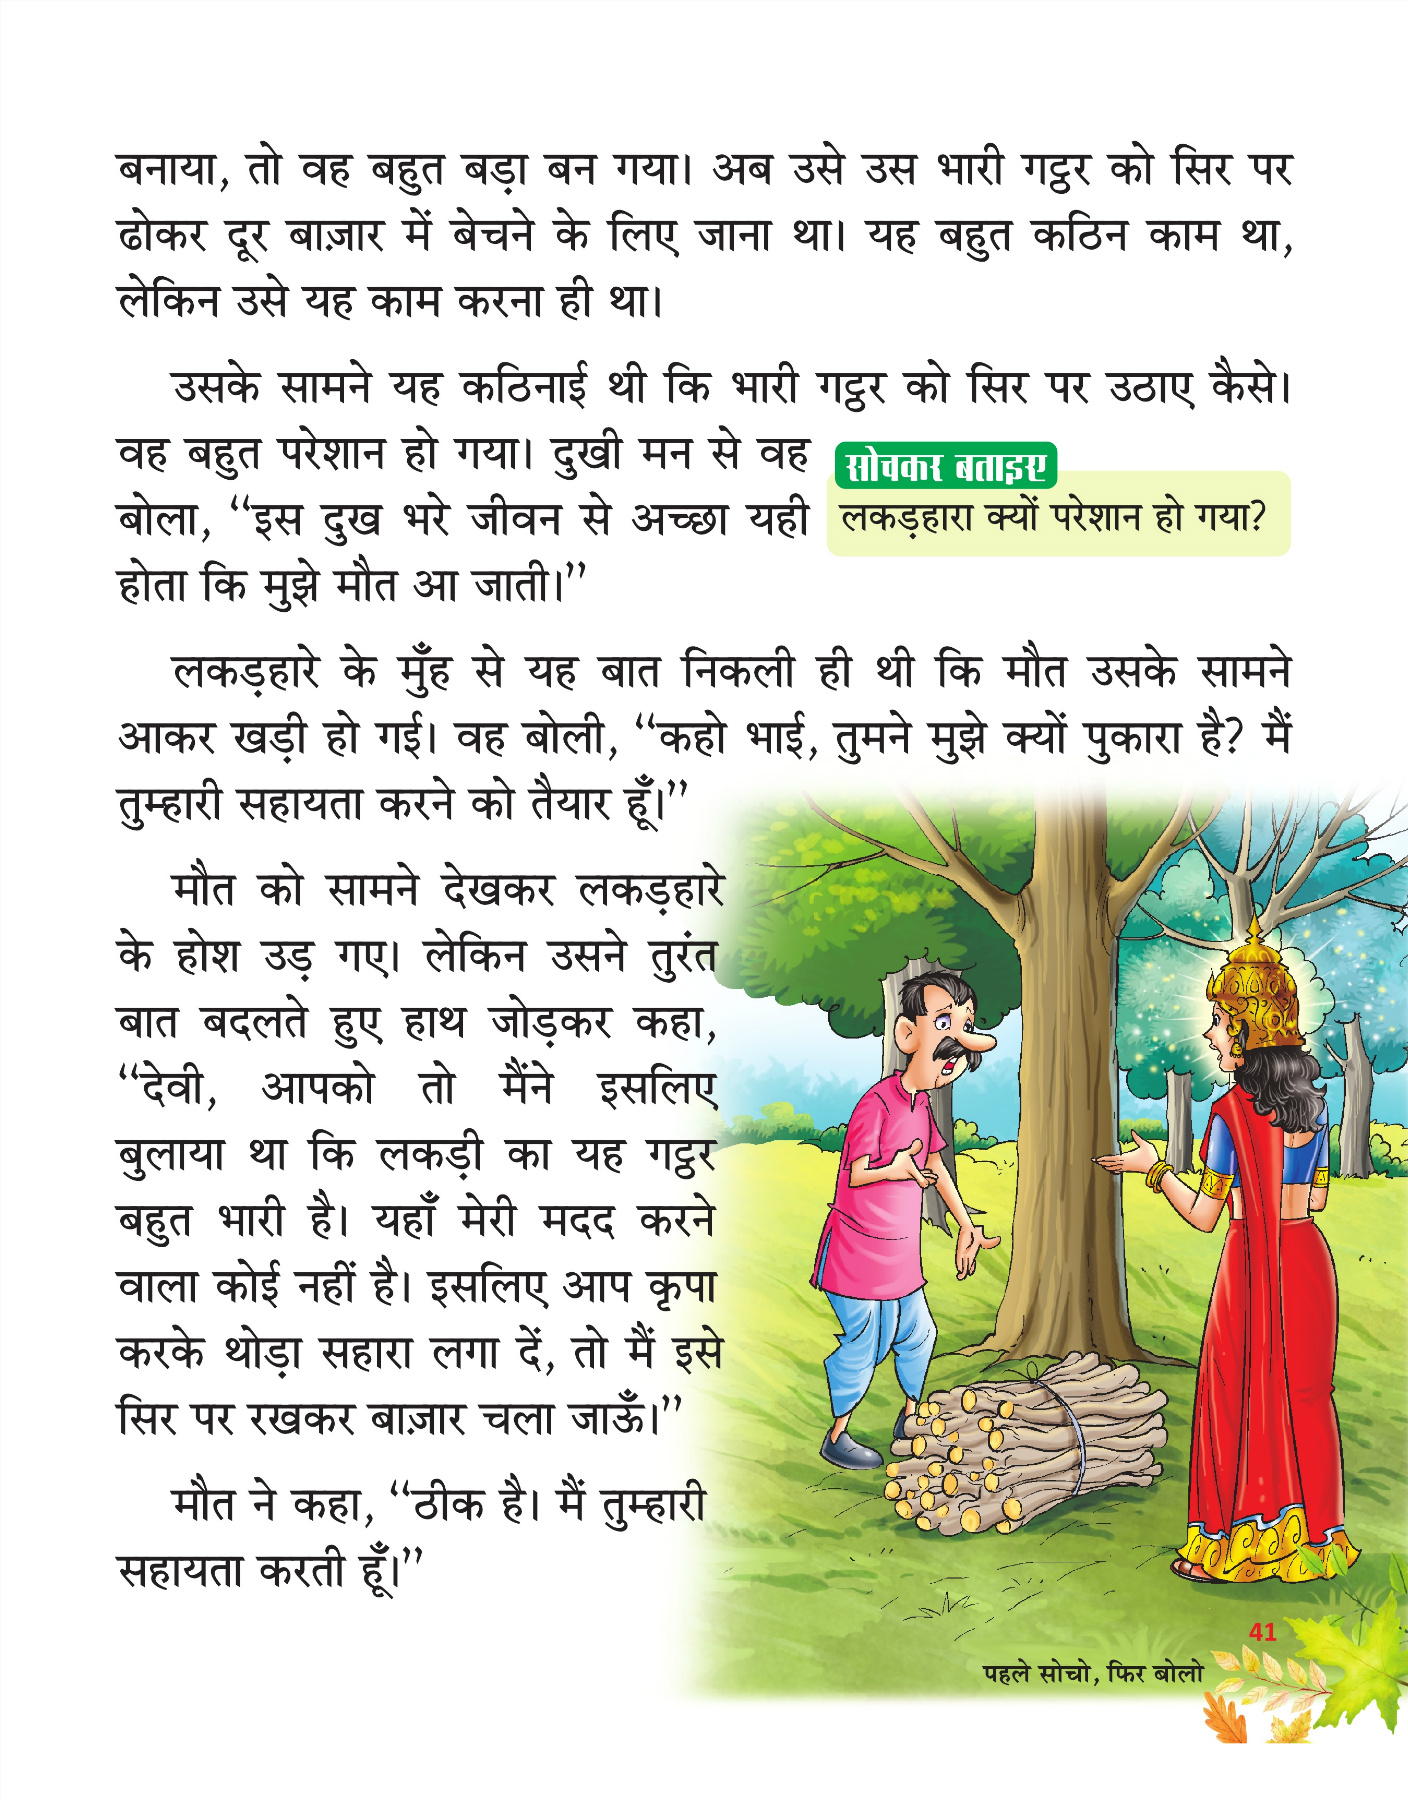 बनाया, तो वह बहुत बड़ा बन गया। अब उसे उस भारी गट्ठर को सिर पर
ढोकर दूर बाज़ार में बेचने के लिए जाना था। यह बहुत कठिन काम था,
लेकिन उसे यह काम करना ही था।
उसके सामने यह कठिनाई थी कि भारी गट्ठर को सिर पर उठाए कैसे।
वह बहुत परेशान हो गया। दुखी मन से वह
बोला, “इस दुख भरे जीवन से अच्छा यही
होता कि मुझे मौत आ जाती।”
सोचकर बताइए
लकड़हारा क्यों परेशान हो गया?
लकड़हारे के मुँह से यह बात निकली ही थी कि मौत उसके सामने
आकर खड़ी हो गई। वह बोली, “कहो भाई, तुमने मुझे क्यों पुकारा है? मैं
तुम्हारी सहायता करने को तैयार हूँ।”
मौत को सामने देखकर लकड़हारे
के होश उड़ गए। लेकिन उसने तुरंत
बात बदलते हुए हाथ जोड़कर कहा,
“देवी, आपको तो मैंने इसलिए
बुलाया था कि लकड़ी का यह गट्ठर
बहुत भारी है। यहाँ मेरी मदद करने
वाला कोई नहीं है। इसलिए आप कृपा
करके थोड़ा सहारा लगा दें, तो मैं इसे
सिर पर रखकर बाज़ार चला जाऊँ।”
मौत ने कहा, “ठीक है। मैं तुम्हारी
सहायता करती हूँ।”
41
पहले सोचो, फिर बोलो